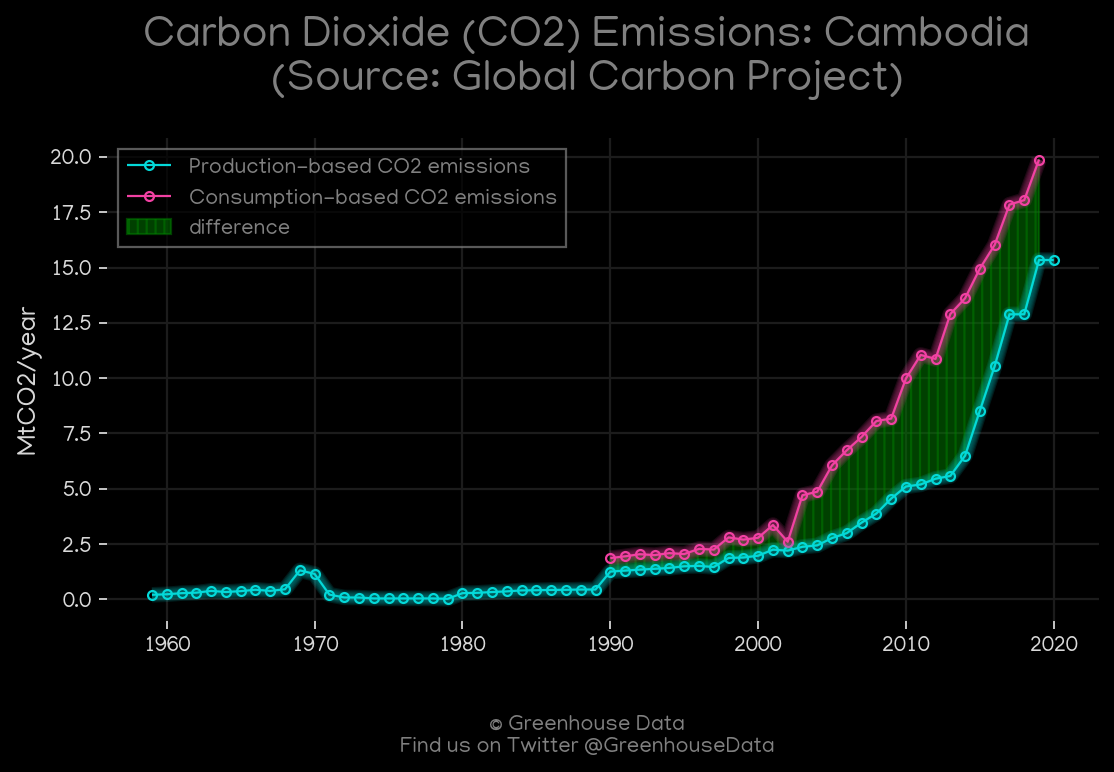 Carbon Dioxide (CO2) Emissions: Cambodia
(Source: Global Carbon Project)
Production-based CO2 emissions
Consumption-based CO2 emissions
difference
MtCO2/year
20.0
17.5
15.0
12.5
10.0
7.5
5.0
2.5
0.0
1960 1970 1980 1990 2000 2010 2020
© Greenhouse Data
Find us on Twitter @GreenhouseData